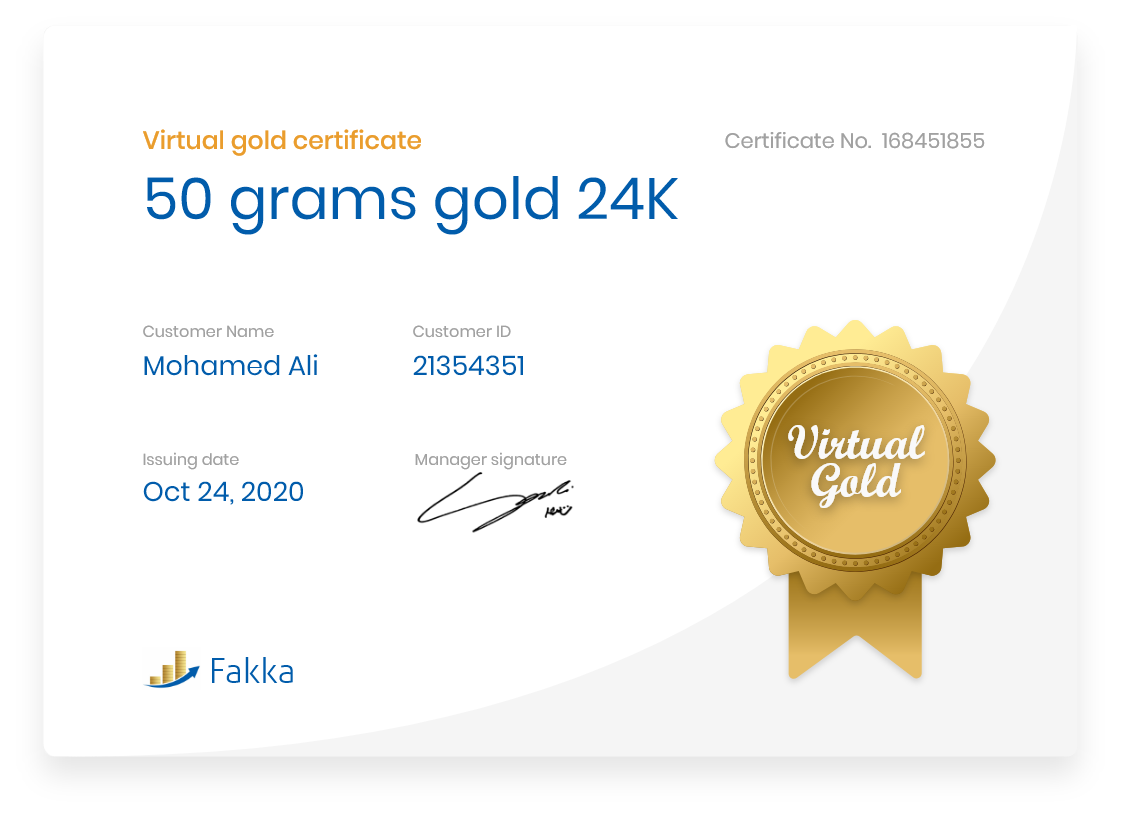 Virtual gold certificate
Certificate No. 168451855
50 grams gold 24K
Customer Name
Customer ID
Mohamed Ali
21354351
Issuing date
Manager signature
Oct 24, 2020
Virtual
Gold
Fakka